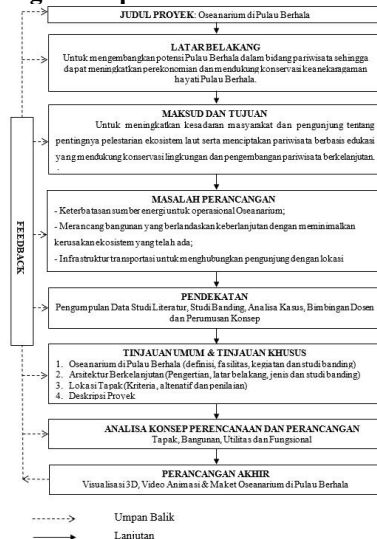 JUDUL PROYEK: Oseanarium di Pulau Berhala
LATAR BELAKANG
Untuk mengembangkan potensi Pulau Berhala dalam bidang pariwisata sehingga
dapat meningkatkan perekonomian dan mendukung konservasi keanekaragaman
hayati Pulau Berhala.
MAKSUD DAN TUJUAN
Untuk meningkatkan kesadaran masyarakat dan pengunjung tentang
pentingnya pelestarian ekosistem laut serta menciptakan pariwisata berbasis edukasi
yang mendukung konservasi lingkungan dan pengembangan pariwisata berkelanjutan.
.
MASALAH PERANCANGAN
- Keterbatasan sumber energi untuk operasional Oseanarium;
- Merancang bangunan yang berlandaskan keberlanjutan dengan meminimalkan
kerusakan ekosistem yang telah ada;
- Infrastruktur transportasi untuk menghubungkan pengunjung dengan lokasi
FEEDBACK
PENDEKATAN
Pengumpulan Data Studi Literatur, Studi Banding, Analisa Kasus, Bimbingan Dosen
dan Perumusan Konsep
TINJAUAN UMUM & TINJAUAN KHUSUS
1. Oseanarium di Pulau Berhala (definisi, fasilitas, kegiatan dan studi banding)
2. Arsitektur Berkelanjutan (Pengertian, latar belakang, jenis dan studi banding)
3. Lokasi Tapak (Kriteria, altenatif dan penilaian)
4. Deskripsi Proyek
ANALISA KONSEP PERENCANAAN DAN PERANCANGAN
Tapak, Bangunan, Utilitas dan Fungsional
PERANCANGAN AKHIR
Visualisasi 3D, Video Animasi & Maket Oseanarium di Pulau Berhala
Umpan Balik
Lanjutan